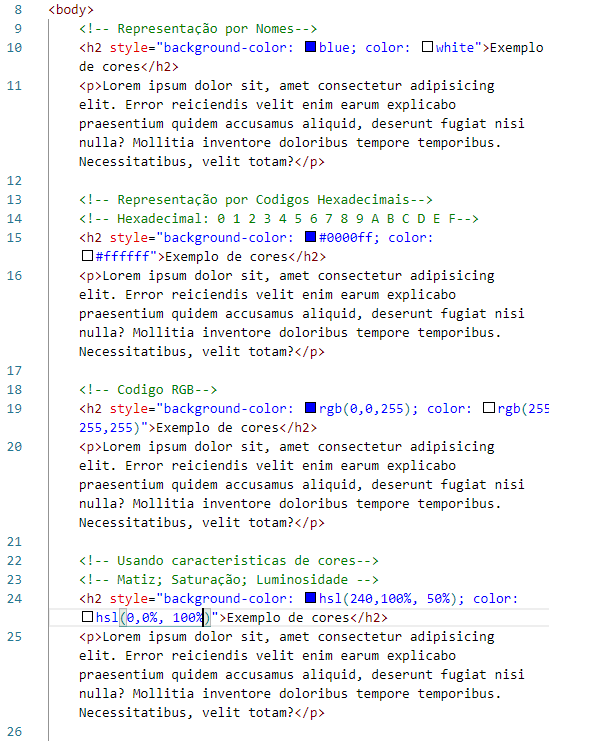 8 <body>
9 <!-- Representação por Nomes-->
10 <h2 style="background-color: blue; color: white">Exemplo
de cores</h2>
11 <p>Lorem ipsum dolor sit, amet consectetur adipisicing
elit. Error reiciendis velit enim earum explicabo
praesentium quidem accusamus aliquid, deserunt fugiat nisi
nulla? Mollitia inventore doloribus tempore temporibus.
Necessitatibus, velit totam?</p>
12
13 <!-- Representação por Codigos Hexadecimais-->
14 <!-- Hexadecimal: 0 1 2 3 4 5 6 7 8 9 A B C D E F-->
15 <h2 style="background-color: #0000ff; color:
#ffffff">Exemplo de cores</h2>
16 <p>Lorem ipsum dolor sit, amet consectetur adipisicing
elit. Error reiciendis velit enim earum explicabo
praesentium quidem accusamus aliquid, deserunt fugiat nisi
nulla? Mollitia inventore doloribus tempore temporibus.
Necessitatibus, velit totam?</p>
17
18 <!-- Codigo RGB-->
19 <h2 style="background-color: rgb(0,0,255); color: rgb(255
255,255)">Exemplo de cores</h2>
20 <p>Lorem ipsum dolor sit, amet consectetur adipisicing
elit. Error reiciendis velit enim earum explicabo
praesentium quidem accusamus aliquid, deserunt fugiat nisi
nulla? Mollitia inventore doloribus tempore temporibus.
Necessitatibus, velit totam?</p>
21
22 <!-- Usando caracteristicas de cores-->
23 <!-- Matiz; Saturação; Luminosidade -->
24 <h2 style="background-color: hsl(240,100%, 50%); color:
hsl(0,0%, 100%)">Exemplo de cores</h2>
25 <p>Lorem ipsum dolor sit, amet consectetur adipisicing
elit. Error reiciendis velit enim earum explicabo
praesentium quidem accusamus aliquid, deserunt fugiat nisi
nulla? Mollitia inventore doloribus tempore temporibus.
Necessitatibus, velit totam?</p>
26